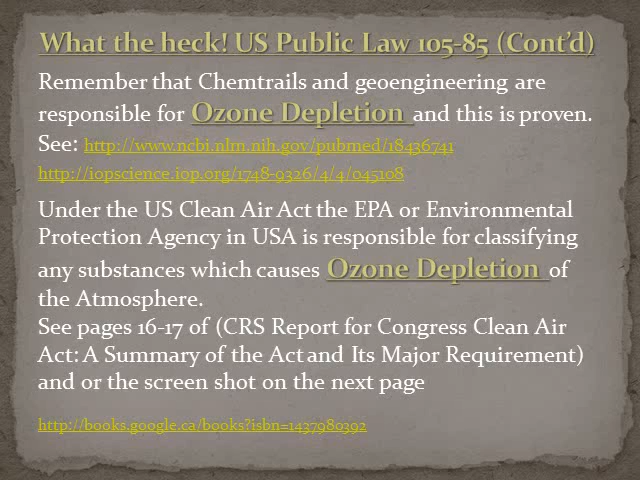 What the heck! US Public Law 105-85 (Cont'd)
Remember that Chemtrails and geoengineering are
responsible for Ozone Depletion and this is proven.
See: http://www.ncbi.nlm.nih.gov/pubmed/18436741
http://iopscience.iop.org/1748-9326/4/4/045108
Under the US Clean Air Act the EPA or Environmental
Protection Agency in USA is responsible for classifying
any substances which causes Ozone Depletion of
the Atmosphere.
See pages 16-17 of (CRS Report for Congress Clean Air
Act: A Summary of the Act and Its Major Requirement)
and or the screen shot on the next page
http://books.google.ca/books?isbn=1437980392